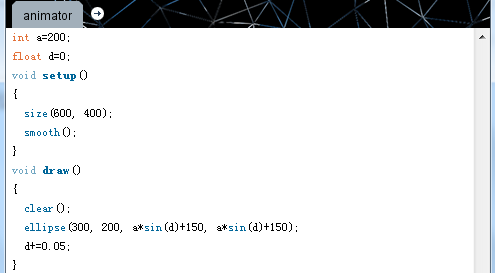 animator
int a=200;
float d=0;
void setup()
{
  size(600, 400);
  smooth();
}
void draw()
{
  clear();
  ellipse(300, 200, a*sin(d)+150, a*sin(d)+150);
  d+=0.05;
}